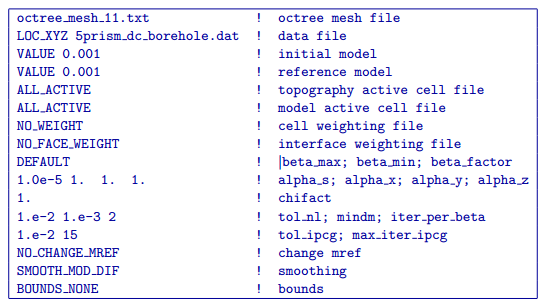 octree_mesh_11.txt ! octree mesh file
LOC_XYZ 5prism_dc_borehole.dat ! data file
VALUE 0.001 ! initial model
VALUE 0.001 ! reference model
ALL_ACTIVE ! topography active cell file
ALL_ACTIVE ! model active cell file
NO_WEIGHT ! cell weighting file
NO_FACE_WEIGHT ! interface weighting file
DEFAULT ! |beta_max; beta_min; beta_factor
1.0e-5 1. 1. 1. ! alpha_s; alpha_x; alpha_y; alpha_z
1. ! chifact
1.e-2 1.e-3 2 ! tol_nl; mindm; iter_per_beta
1.e-2 15 ! tol_ipcg; max_iter_ipcg
NO_CHANGE_MREF ! change mref
SMOOTH_MOD_DIF ! smoothing
BOUNDS_NONE ! bounds